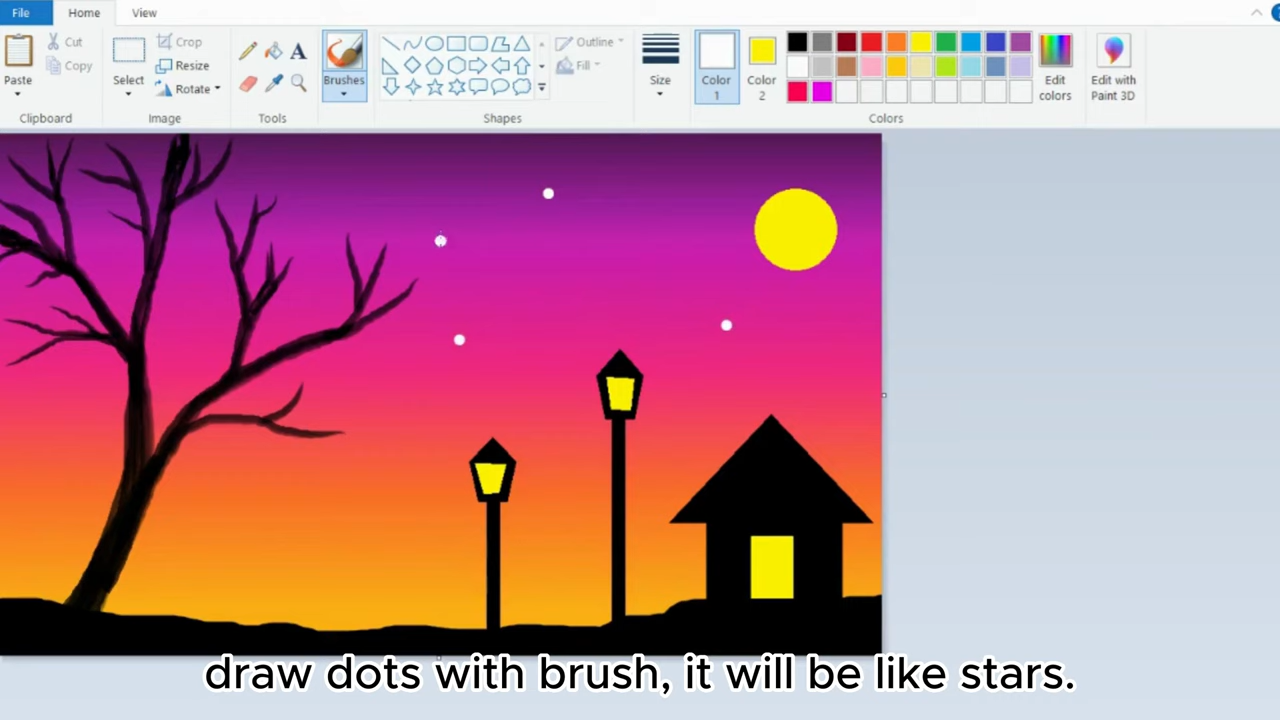 File Home View
Paste Cut Copy
Clipboard
Select Crop Resize Rotate
Image
A
Tools
Brushes
Outline Fill
Shapes
Size
Color 1
Color 2
Edit colors
Colors
Edit with Paint 3D
draw dots with brush, it will be like stars.